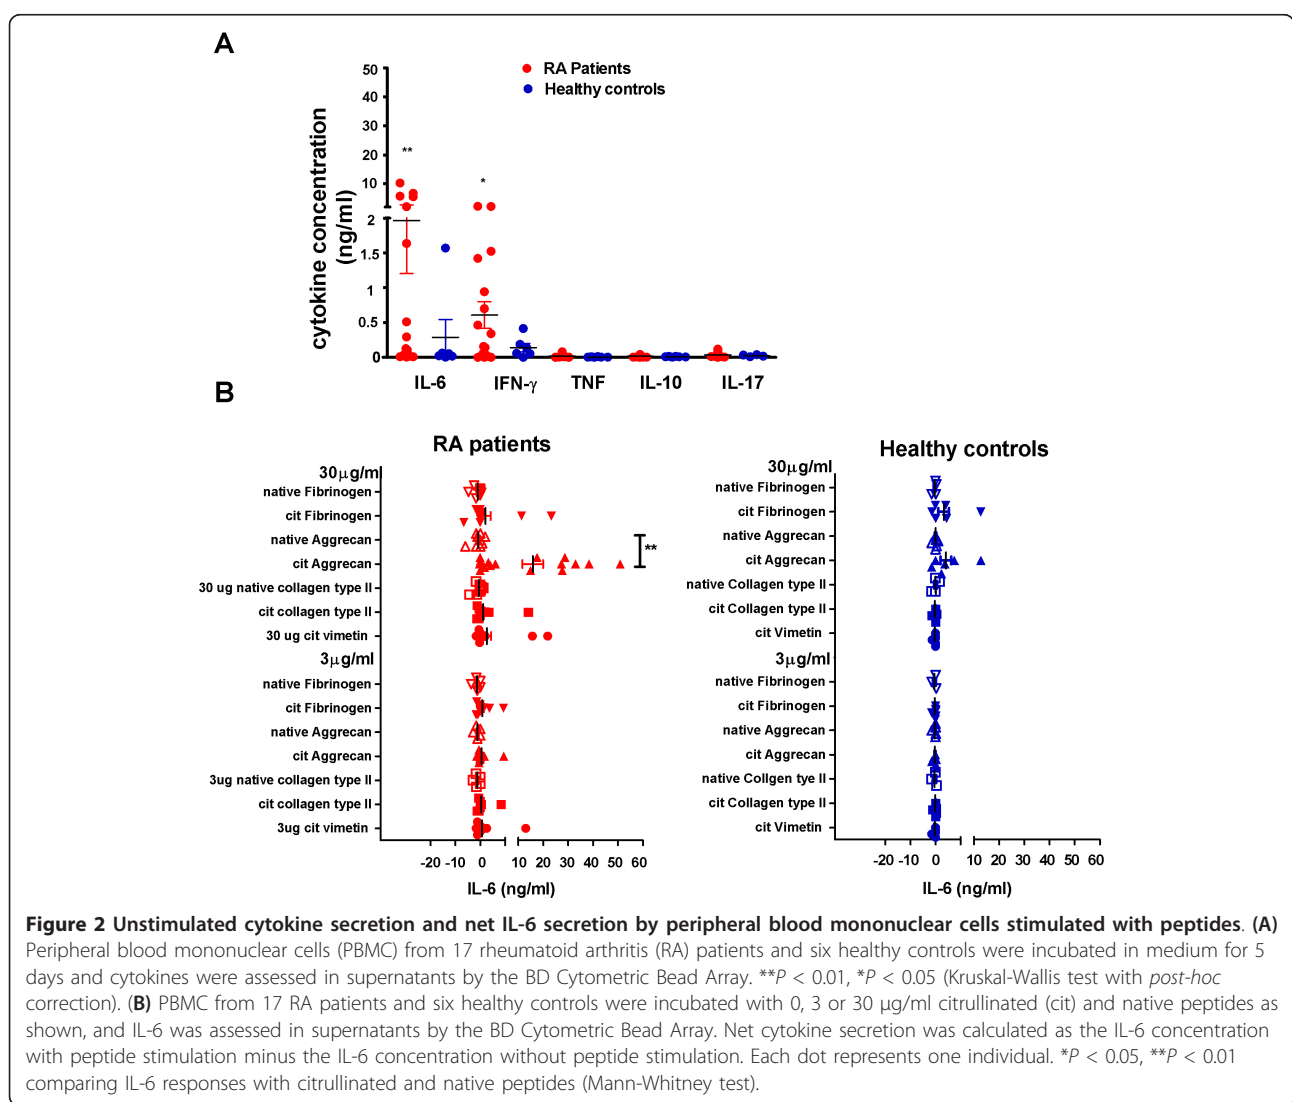 A
50
40
30
20
10
2
1.5
1
0.5
0
cytokine concentration
(ng/ml)
RA Patients
Healthy controls
**
*
IL-6 IFN-γ TNF IL-10 IL-17
B
RA patients
30μg/ml
native Fibrinogen
cit Fibrinogen
native Aggrecan
cit Aggrecan
**
30 ug native collagen type II
cit collagen type II
30 ug cit vimetin
3μg/ml
native Fibrinogen
cit Fibrinogen
native Aggrecan
cit Aggrecan
3ug native collagen type II
cit collagen type II
3ug cit vimetin
-20 -10 0 10 20 30 40 50 60
IL-6 (ng/ml)
Healthy controls
30μg/ml
native Fibrinogen
cit Fibrinogen
native Aggrecan
cit Aggrecan
native Collagen type II
cit Collagen type II
cit Vimetin
3μg/ml
native Fibrinogen
cit Fibrinogen
native Aggrecan
cit Aggrecan
native Collgen tye II
cit Collagen type II
cit Vimetin
-20 -10 0 10 20 30 40 50 60
IL-6 (ng/ml)
Figure 2 Unstimulated cytokine secretion and net IL-6 secretion by peripheral blood mononuclear cells stimulated with peptides. (A)
Peripheral blood mononuclear cells (PBMC) from 17 rheumatoid arthritis (RA) patients and six healthy controls were incubated in medium for 5
days and cytokines were assessed in supernatants by the BD Cytometric Bead Array. **P < 0.01, *P < 0.05 (Kruskal-Wallis test with post-hoc
correction). (B) PBMC from 17 RA patients and six healthy controls were incubated with 0, 3 or 30 μg/ml citrullinated (cit) and native peptides as
shown, and IL-6 was assessed in supernatants by the BD Cytometric Bead Array. Net cytokine secretion was calculated as the IL-6 concentration
with peptide stimulation minus the IL-6 concentration without peptide stimulation. Each dot represents one individual. *P < 0.05, **P < 0.01
comparing IL-6 responses with citrullinated and native peptides (Mann-Whitney test).